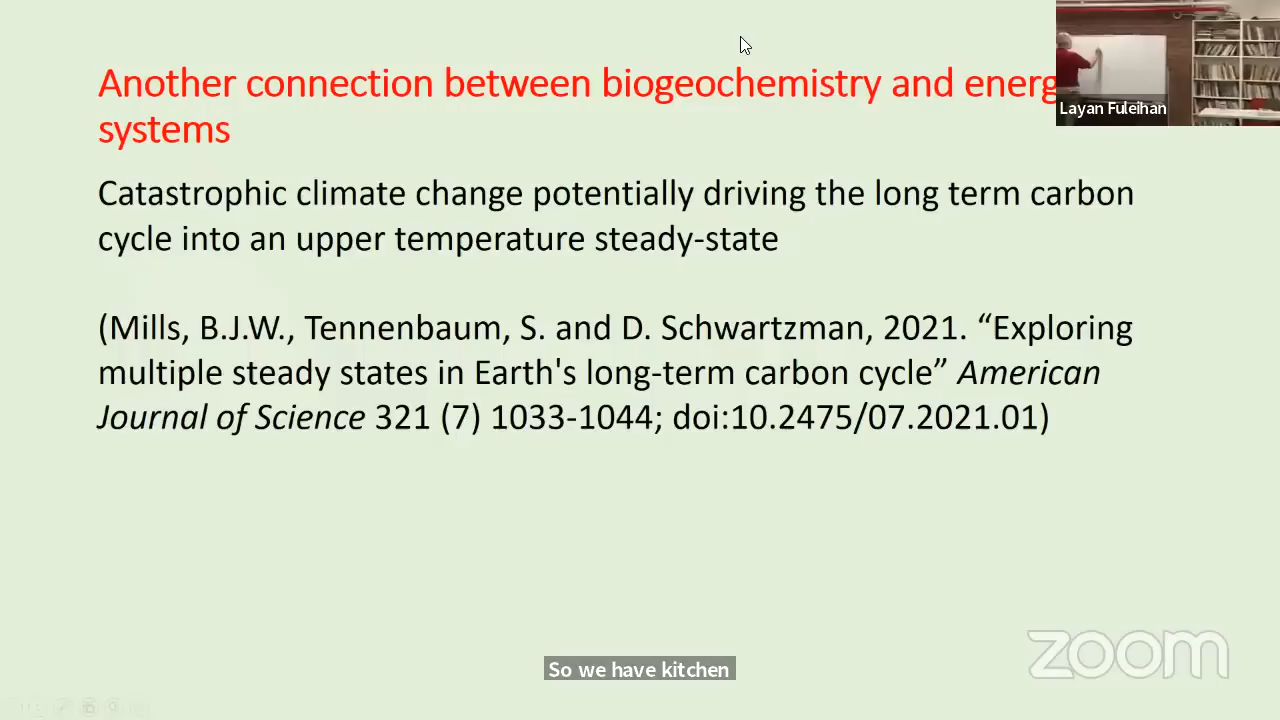 Another connection between biogeochemistry and energ
systems
Layan Fuleihan
Catastrophic climate change potentially driving the long term carbon
cycle into an upper temperature steady-state
(Mills, B.J.W., Tennenbaum, S. and D. Schwartzman, 2021. “Exploring
multiple steady states in Earth's long-term carbon cycle” American
Journal of Science 321 (7) 1033-1044; doi:10.2475/07.2021.01)
zoom
So we have kitchen